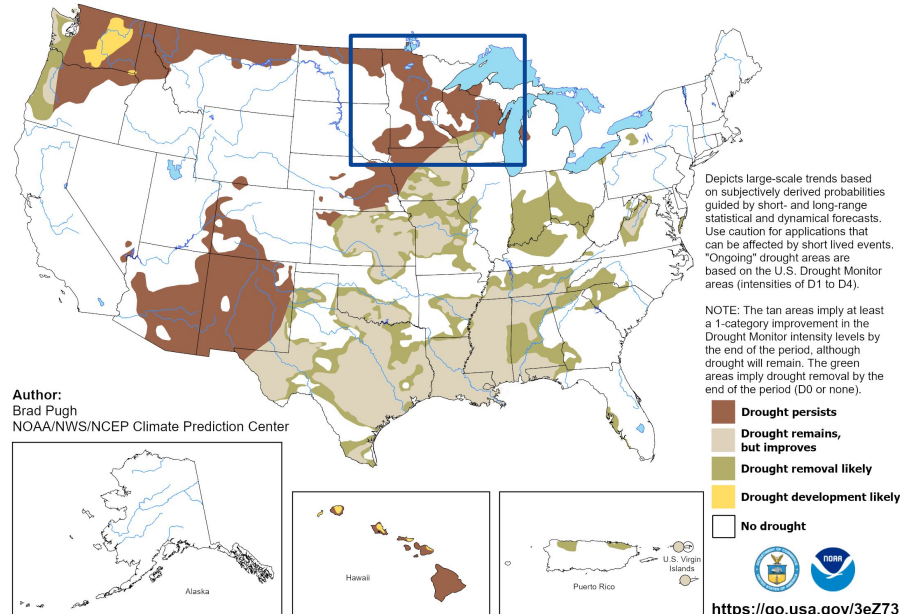 Depicts large-scale trends based
on subjectively derived probabilities
guided by short- and long-range
statistical and dynamical forecasts.
Use caution for applications that
can be affected by short lived events.
"Ongoing" drought areas are
based on the U.S. Drought Monitor
areas (intensities of D1 to D4).
NOTE: The tan areas imply at least
a 1-category improvement in the
Drought Monitor intensity levels by
the end of the period, although
drought will remain. The green
areas imply drought removal by the
end of the period (D0 or none).
Author:
Brad Pugh
NOAA/NWS/NCEP Climate Prediction Center
Drought persists
Drought remains,
but improves
Drought removal likely
Drought development likely
No drought
Alaska
Hawaii
Puerto Rico
U.S. Virgin
Islands
NOAA
https://go.usa.gov/3eZ73